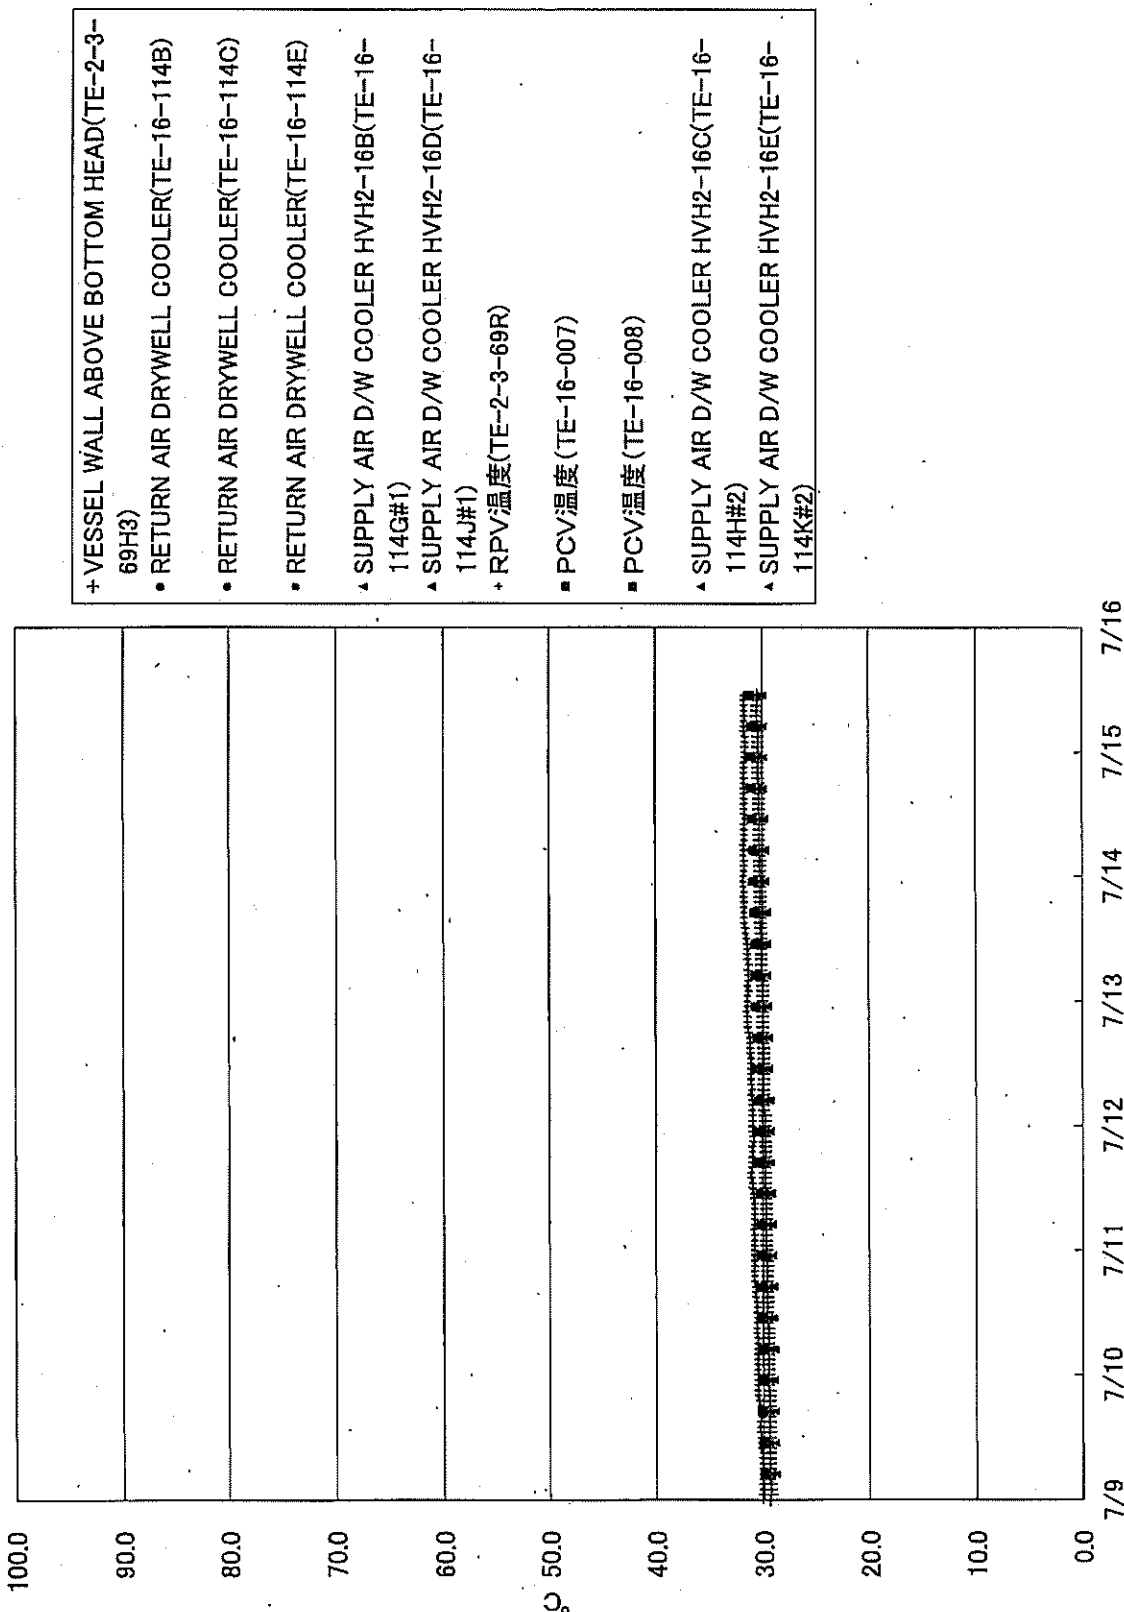 100.0
90.0
80.0
70.0
60.0
50.0
40.0
30.0
20.0
10.0
0.0
℃
7/9
7/10
7/11
7/12
7/13
7/14
7/15
7/16
VESSEL WALL ABOVE BOTTOM HEAD(TE-2-3-
69H3)
RETURN AIR DRYWELL COOLER(TE-16-114B)
RETURN AIR DRYWELL COOLER(TE-16-114C)
RETURN AIR DRYWELL COOLER(TE-16-114E)
SUPPLY AIR D/W COOLER HVH2-16B(TE-16-
114G#1)
SUPPLY AIR D/W COOLER HVH2-16D(TE-16-
114J#1)
RPV温度(TE-2-3-69R)
PCV温度(TE-16-007)
PCV温度(TE-16-008)
SUPPLY AIR D/W COOLER HVH2-16C(TE-16-
114H#2)
SUPPLY AIR D/W COOLER HVH2-16E(TE-16-
114K#2)